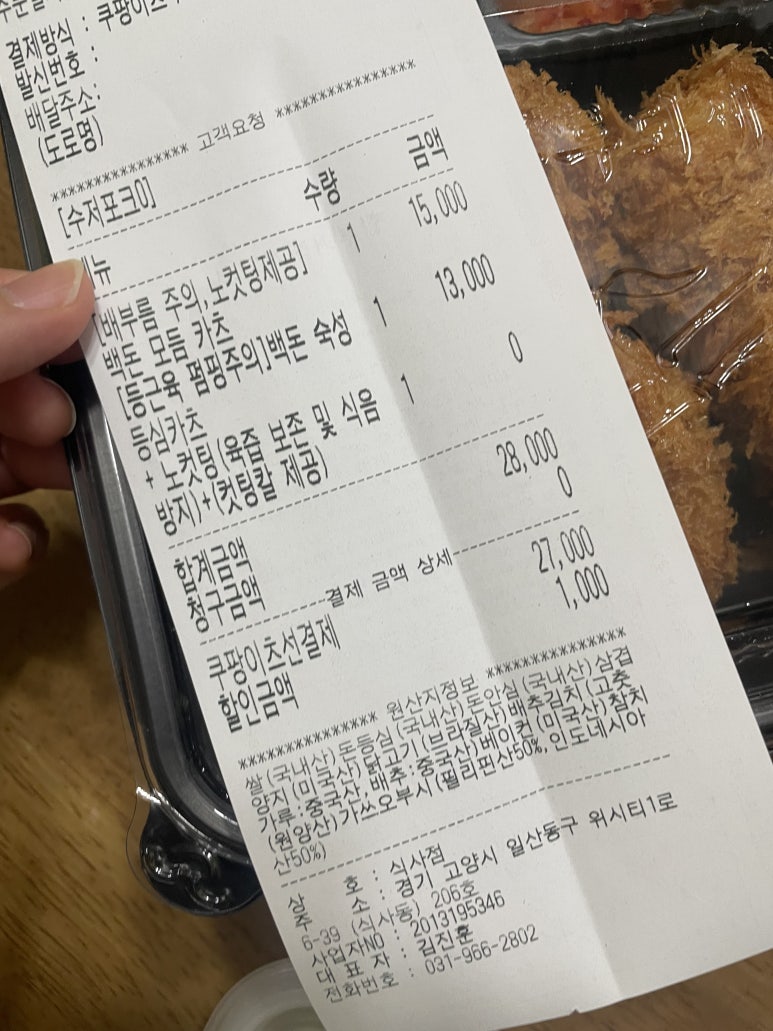 결제방식 : 쿠팡이츠
발신번호 :
배달주소:
(도로명)
*************** 고객요청 ***************
[수저포크0]
뉴 수량 금액
[배부름 주의,노컷팅제공] 1 15,000
백돈 모듬 카츠
[등근육 펌핑주의]백돈 숙성 1 13,000
등심카츠
+ 노컷팅(육즙 보존 및 식음 1 0
방지)+(컷팅칼 제공)
합계금액 28,000
청구금액 0
결제 금액 상세
쿠팡이츠선결제 27,000
할인금액 1,000
*************** 원산지정보 ***************
쌀(국내산)돈등심(국내산)돈안심(국내산)삼겹
양지(미국산)닭고기(브라질산)배추김치(고춧
가루:중국산,배추:중국산)베이컨(미국산)참치
(원양산)가쓰오부시(필리핀산50%,인도네시아
산50%)
상 호 : 식사점
주 소 : 경기 고양시 일산동구 위시티1로
6-39 (식사동) 206호
사업자NO : 2013195346
대 표 자 : 김진훈
전화번호 : 031-966-2802